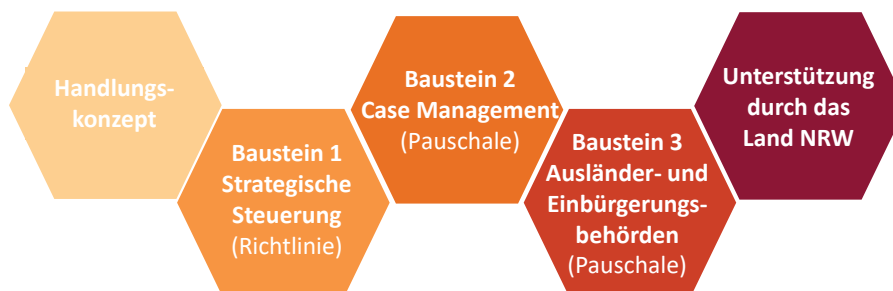 Handlungs-
konzept
Baustein 1
Strategische
Steuerung
(Richtlinie)
Baustein 2
Case Management
(Pauschale)
Baustein 3
Ausländer- und
Einbürgerungs-
behörden
(Pauschale)
Unterstützung
durch das
Land NRW